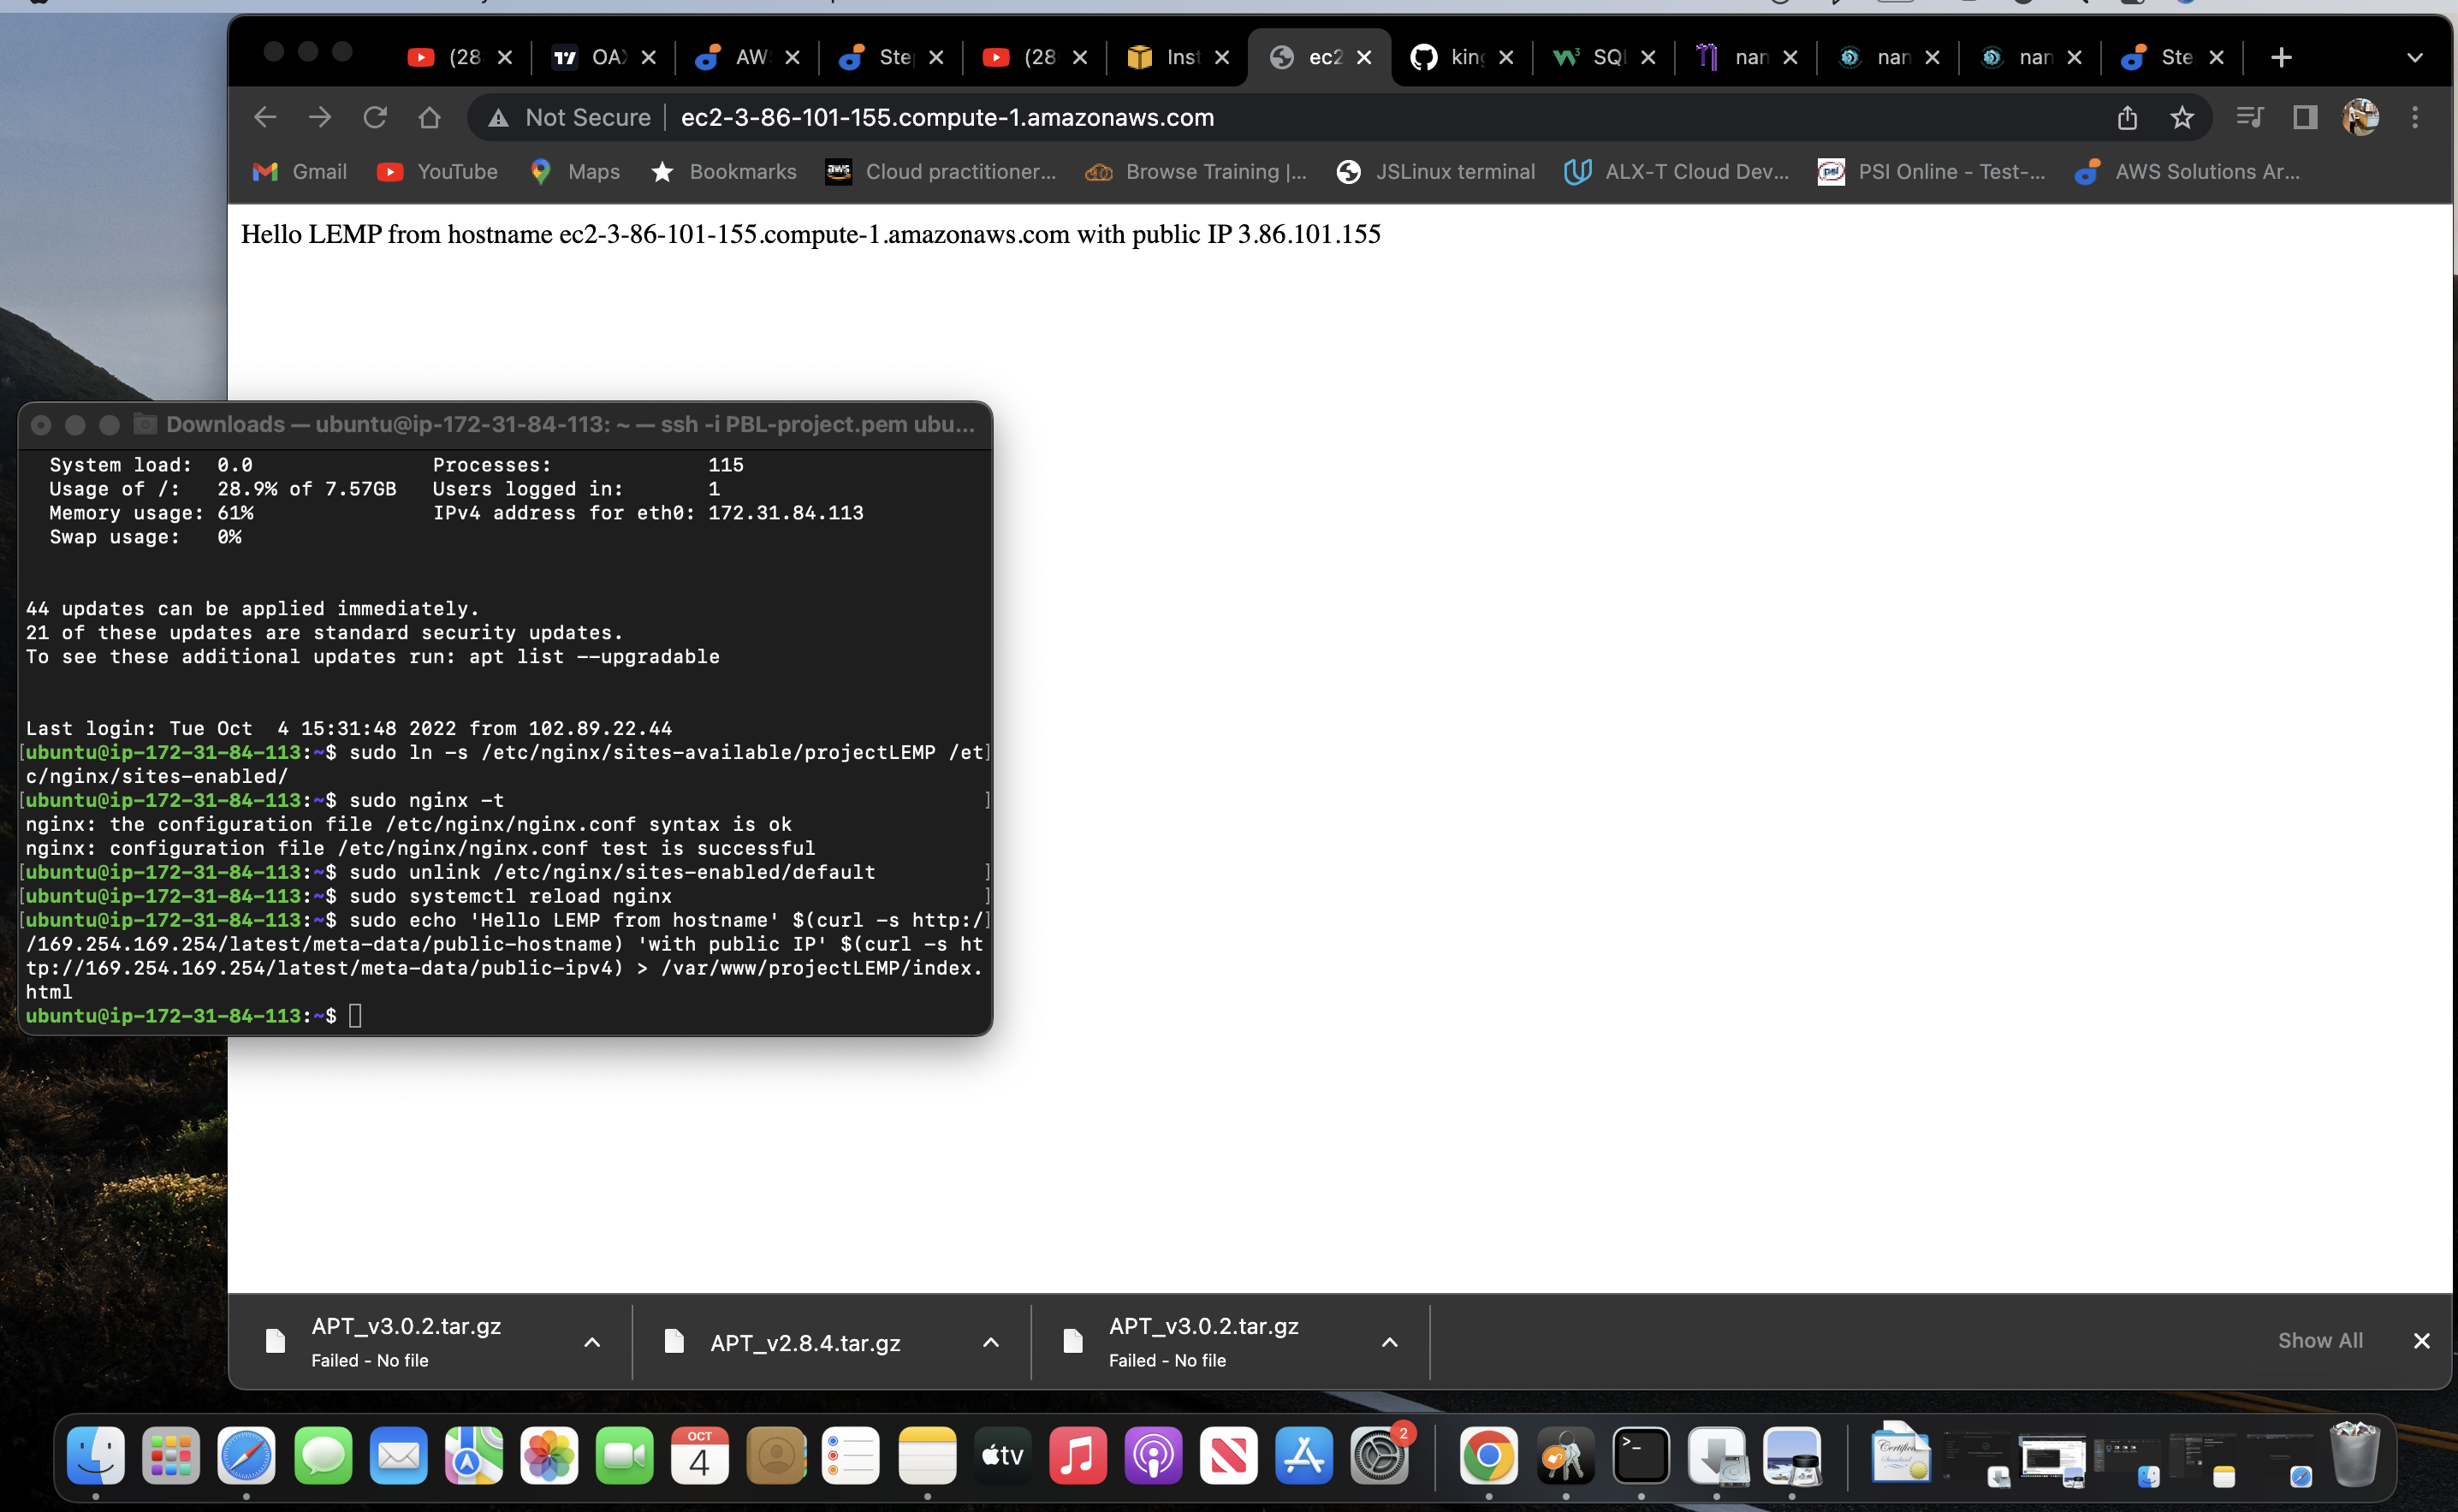 (28
OAX
AWS
Step
(28
Inst
ec2
king
SQL
nan
nan
nan
Ste
Not Secure
ec2-3-86-101-155.compute-1.amazonaws.com
Gmail
YouTube
Maps
Bookmarks
Cloud practitioner...
Browse Training |...
JSLinux terminal
ALX-T Cloud Dev...
PSI Online - Test-...
AWS Solutions Ar...
Hello LEMP from hostname ec2-3-86-101-155.compute-1.amazonaws.com with public IP 3.86.101.155
Downloads — ubuntu@ip-172-31-84-113: ~ — ssh -i PBL-project.pem ubu...
System load: 0.0 Processes: 115
Usage of /: 28.9% of 7.57GB Users logged in: 1
Memory usage: 61% IPv4 address for eth0: 172.31.84.113
Swap usage: 0%
44 updates can be applied immediately.
21 of these updates are standard security updates.
To see these additional updates run: apt list --upgradable
Last login: Tue Oct  4 15:31:48 2022 from 102.89.22.44
[ubuntu@ip-172-31-84-113:~$ sudo ln -s /etc/nginx/sites-available/projectLEMP /et]
c/nginx/sites-enabled/
[ubuntu@ip-172-31-84-113:~$ sudo nginx -t ]
nginx: the configuration file /etc/nginx/nginx.conf syntax is ok
nginx: configuration file /etc/nginx/nginx.conf test is successful
[ubuntu@ip-172-31-84-113:~$ sudo unlink /etc/nginx/sites-enabled/default ]
[ubuntu@ip-172-31-84-113:~$ sudo systemctl reload nginx ]
[ubuntu@ip-172-31-84-113:~$ sudo echo 'Hello LEMP from hostname' $(curl -s http:/]
/169.254.169.254/latest/meta-data/public-hostname) 'with public IP' $(curl -s ht
tp://169.254.169.254/latest/meta-data/public-ipv4) > /var/www/projectLEMP/index.
html
ubuntu@ip-172-31-84-113:~$
APT_v3.0.2.tar.gz
Failed - No file
APT_v2.8.4.tar.gz
APT_v3.0.2.tar.gz
Failed - No file
Show All
OCT
4
tv
2